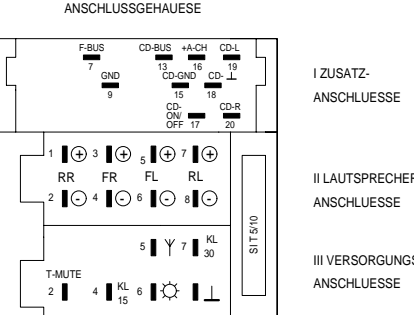 ANSCHLUSSGEHAEUSE
F-BUS CD-BUS +A-CH CD-L
7 13 16 19
GND CD-GND CD-⊥
9 15 18
CD-
ON/
OFF 17
CD-R
20
I ZUSATZ-
ANSCHLUESSE
1 + 3 + 5 + 7 +
RR FR FL RL
2 - 4 - 6 - 8 -
II LAUTSPRECHER
ANSCHLUESSE
SIT 5/10
5 7 KL
30
T-MUTE
2 4 KL
15 6
III VERSORGUNGS
ANSCHLUESSE